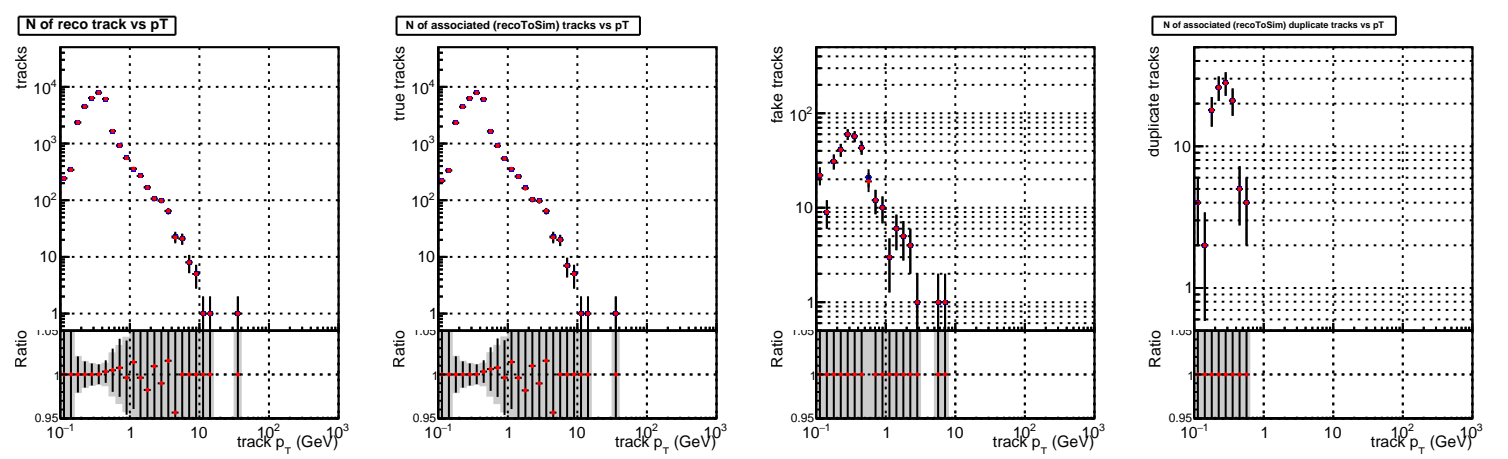 N of reco track vs pT
tracks
10^4
10^3
10^2
10
1
Ratio
1.05
1
0.95
10^-1 1 10 10^2 10^3
track p_T (GeV)
N of associated (recoToSim) tracks vs pT
true tracks
10^4
10^3
10^2
10
1
Ratio
1.05
1
0.95
10^-1 1 10 10^2 10^3
track p_T (GeV)
fake tracks
10^2
10
1
Ratio
1.05
1
0.95
10^-1 1 10 10^2 10^3
track p_T (GeV)
N of associated (recoToSim) duplicate tracks vs pT
duplicate tracks
10
1
Ratio
1.05
1
0.95
10^-1 1 10 10^2 10^3
track p_T (GeV)